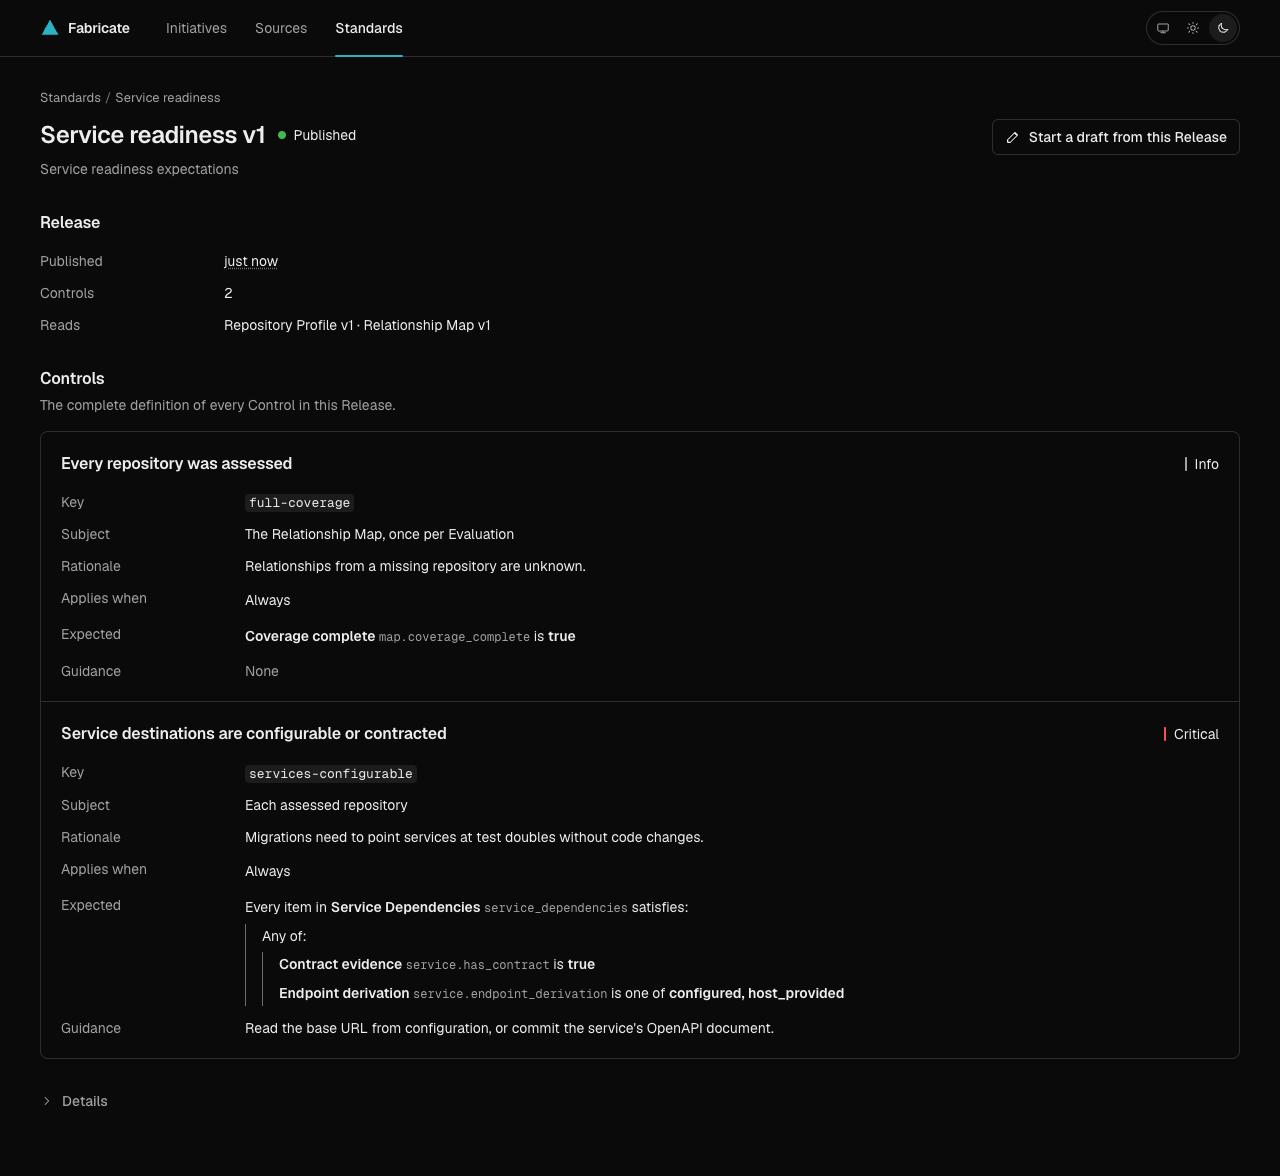 Fabricate Initiatives Sources Standards
Standards / Service readiness
Service readiness v1 Published
Start a draft from this Release
Service readiness expectations
Release
Published just now
Controls 2
Reads Repository Profile v1 · Relationship Map v1
Controls
The complete definition of every Control in this Release.
Every repository was assessed Info
Key full-coverage
Subject The Relationship Map, once per Evaluation
Rationale Relationships from a missing repository are unknown.
Applies when Always
Expected Coverage complete map.coverage_complete is true
Guidance None
Service destinations are configurable or contracted Critical
Key services-configurable
Subject Each assessed repository
Rationale Migrations need to point services at test doubles without code changes.
Applies when Always
Expected Every item in Service Dependencies service_dependencies satisfies:
Any of:
Contract evidence service.has_contract is true
Endpoint derivation service.endpoint_derivation is one of configured, host_provided
Guidance Read the base URL from configuration, or commit the service's OpenAPI document.
Details